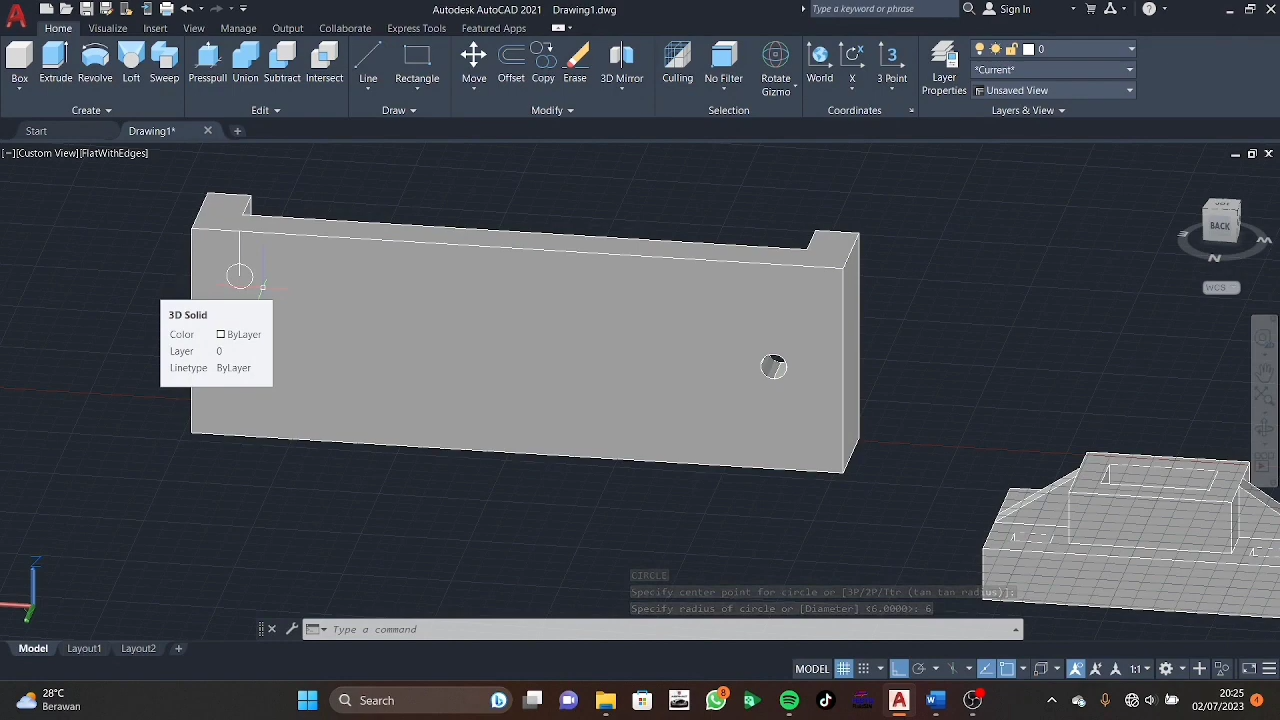 Autodesk AutoCAD 2021 Drawing1.dwg
Type a keyword or phrase
Sign In
Home Insert Visualize View Manage Output Collaborate Express Tools Featured Apps
Box Extrude Revolve Loft Sweep Presspull Union Subtract Intersect Line Rectangle Move Offset Copy Erase 3D Mirror Culling No Filter Rotate Gizmo World X 3 Point Layer Properties
0
*Current*
Unsaved View
Create Edit Draw Modify Selection Coordinates Layers & View
Start Drawing1*
[−][Custom View][FlatWithEdges]
BACK
N
WCS
3D Solid
Color ByLayer
Layer 0
Linetype ByLayer
Z
CIRCLE
Specify center point for circle or [3P/2P/Ttr (tan tan radius)]:
Specify radius of circle or [Diameter] <6.0000>: 6
Type a command
Model Layout1 Layout2
MODEL 1:1
28°C
Berawan
Search
8
20:25
02/07/2023
4